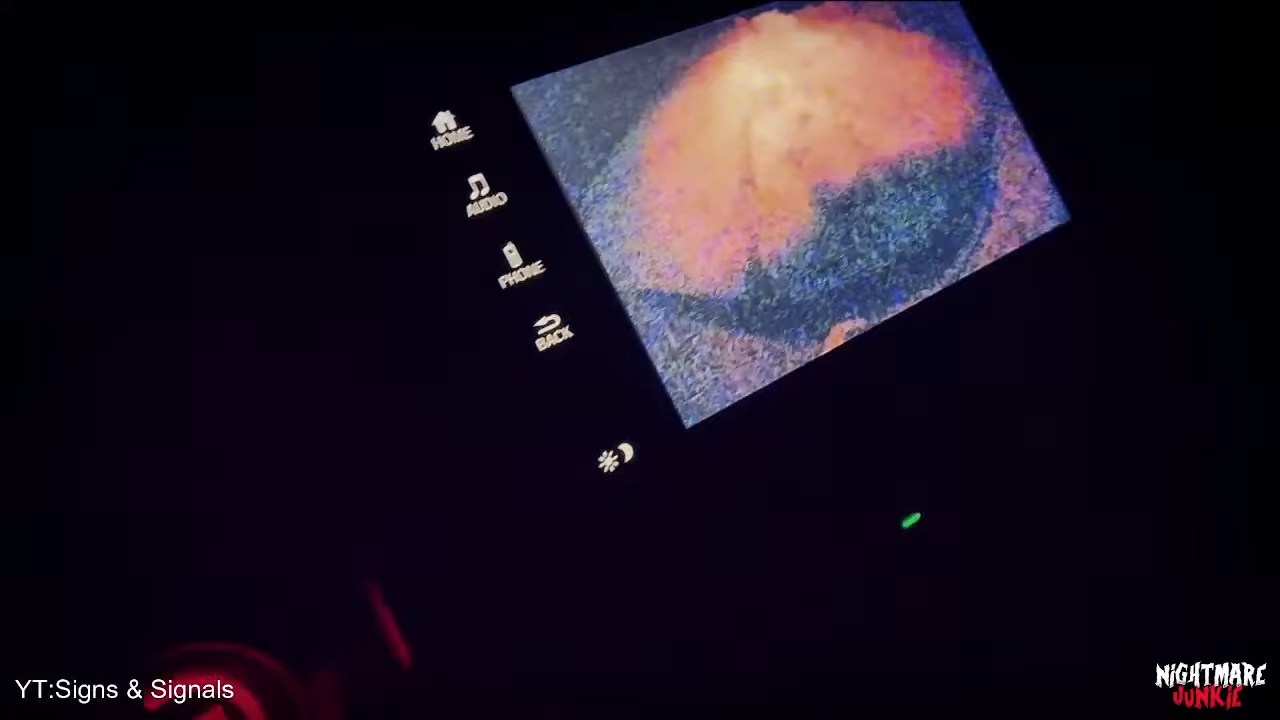 HOME
AUDIO
PHONE
BACK
YT:Signs & Signals
NIGHTMARE
JUNKIE